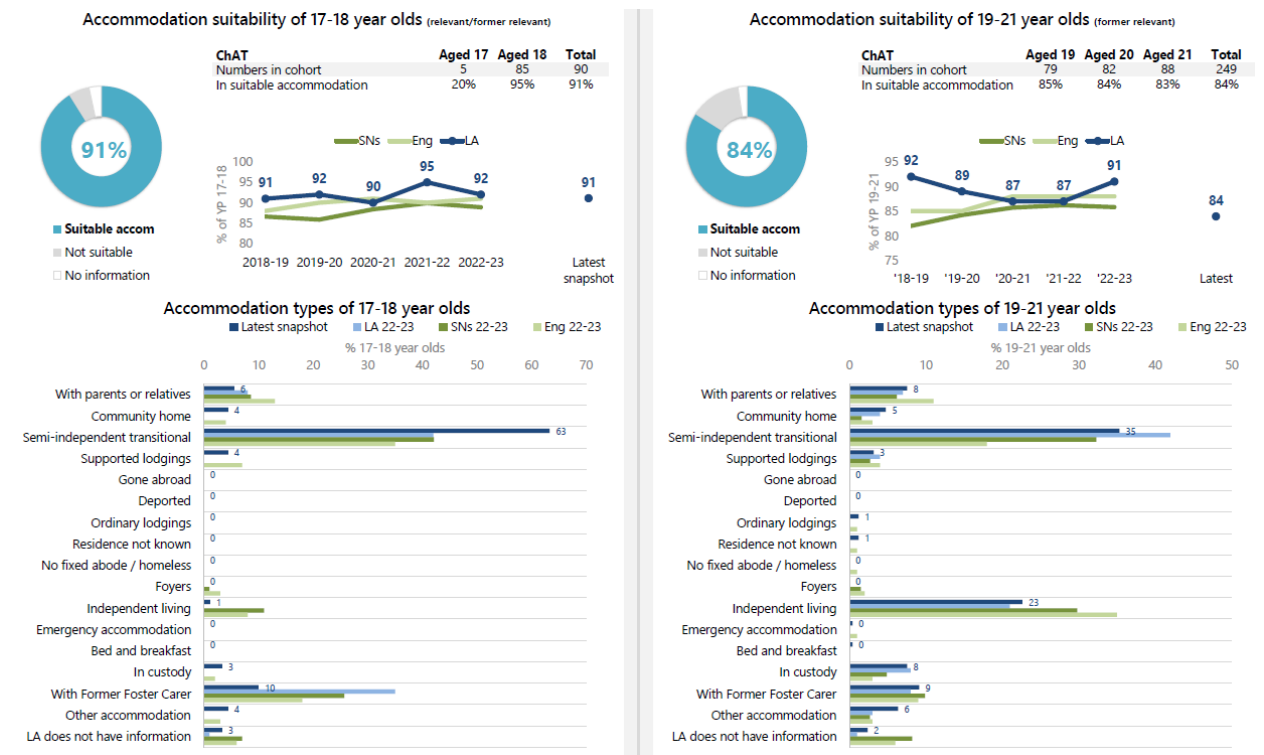 Accommodation suitability of 17-18 year olds (relevant/former relevant)
ChAT Aged 17 Aged 18 Total
Numbers in cohort 5 85 90
In suitable accommodation 20% 95% 91%
91%
Suitable accom
Not suitable
No information
SNs Eng LA
% of YP 17-18
100
95
90
85
80
91 92 90 95 92 91
2018-19 2019-20 2020-21 2021-22 2022-23 Latest
snapshot
Accommodation types of 17-18 year olds
Latest snapshot LA 22-23 SNs 22-23 Eng 22-23
% 17-18 year olds
0 10 20 30 40 50 60 70
With parents or relatives 6
Community home 4
Semi-independent transitional 63
Supported lodgings 4
Gone abroad 0
Deported 0
Ordinary lodgings 0
Residence not known 0
No fixed abode / homeless 0
Foyers 0
Independent living 1
Emergency accommodation 0
Bed and breakfast 0
In custody 3
With Former Foster Carer 10
Other accommodation 4
LA does not have information 3
Accommodation suitability of 19-21 year olds (former relevant)
ChAT Aged 19 Aged 20 Aged 21 Total
Numbers in cohort 79 82 88 249
In suitable accommodation 85% 84% 83% 84%
84%
Suitable accom
Not suitable
No information
SNs Eng LA
% of YP 19-21
95
90
85
80
75
92 89 87 87 91 84
'18-19 '19-20 '20-21 '21-22 '22-23 Latest
Accommodation types of 19-21 year olds
Latest snapshot LA 22-23 SNs 22-23 Eng 22-23
% 19-21 year olds
0 10 20 30 40 50
With parents or relatives 8
Community home 5
Semi-independent transitional 35
Supported lodgings 3
Gone abroad 0
Deported 0
Ordinary lodgings 1
Residence not known 1
No fixed abode / homeless 0
Foyers 0
Independent living 23
Emergency accommodation 0
Bed and breakfast 0
In custody 8
With Former Foster Carer 9
Other accommodation 6
LA does not have information 2